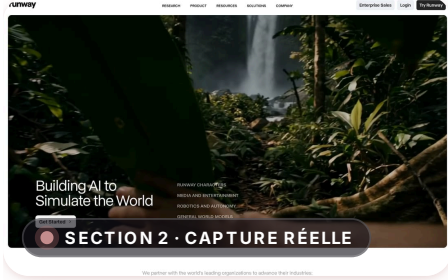 runway
RESEARCH PRODUCT RESOURCES SOLUTIONS COMPANY
Enterprise Sales Login Try Runway
Building AI to
Simulate the World
Get Started
RUNWAY CHARACTERS
MEDIA AND ENTERTAINMENT
ROBOTICS AND AUTONOMY
GENERAL WORLD MODELS
SECTION 2 · CAPTURE RÉELLE
We partner with the world's leading organizations to advance their industries.